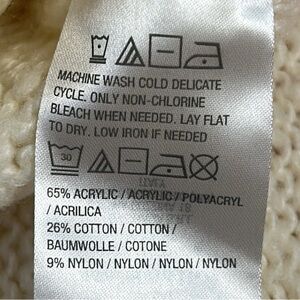 MACHINE WASH COLD DELICATE
CYCLE. ONLY NON-CHLORINE
BLEACH WHEN NEEDED. LAY FLAT
TO DRY. LOW IRON IF NEEDED
30
65% ACRYLIC / ACRYLIC / POLYACRYL
/ ACRILICA
26% COTTON / COTTON /
BAUMWOLLE / COTONE
9% NYLON / NYLON / NYLON / NYLON